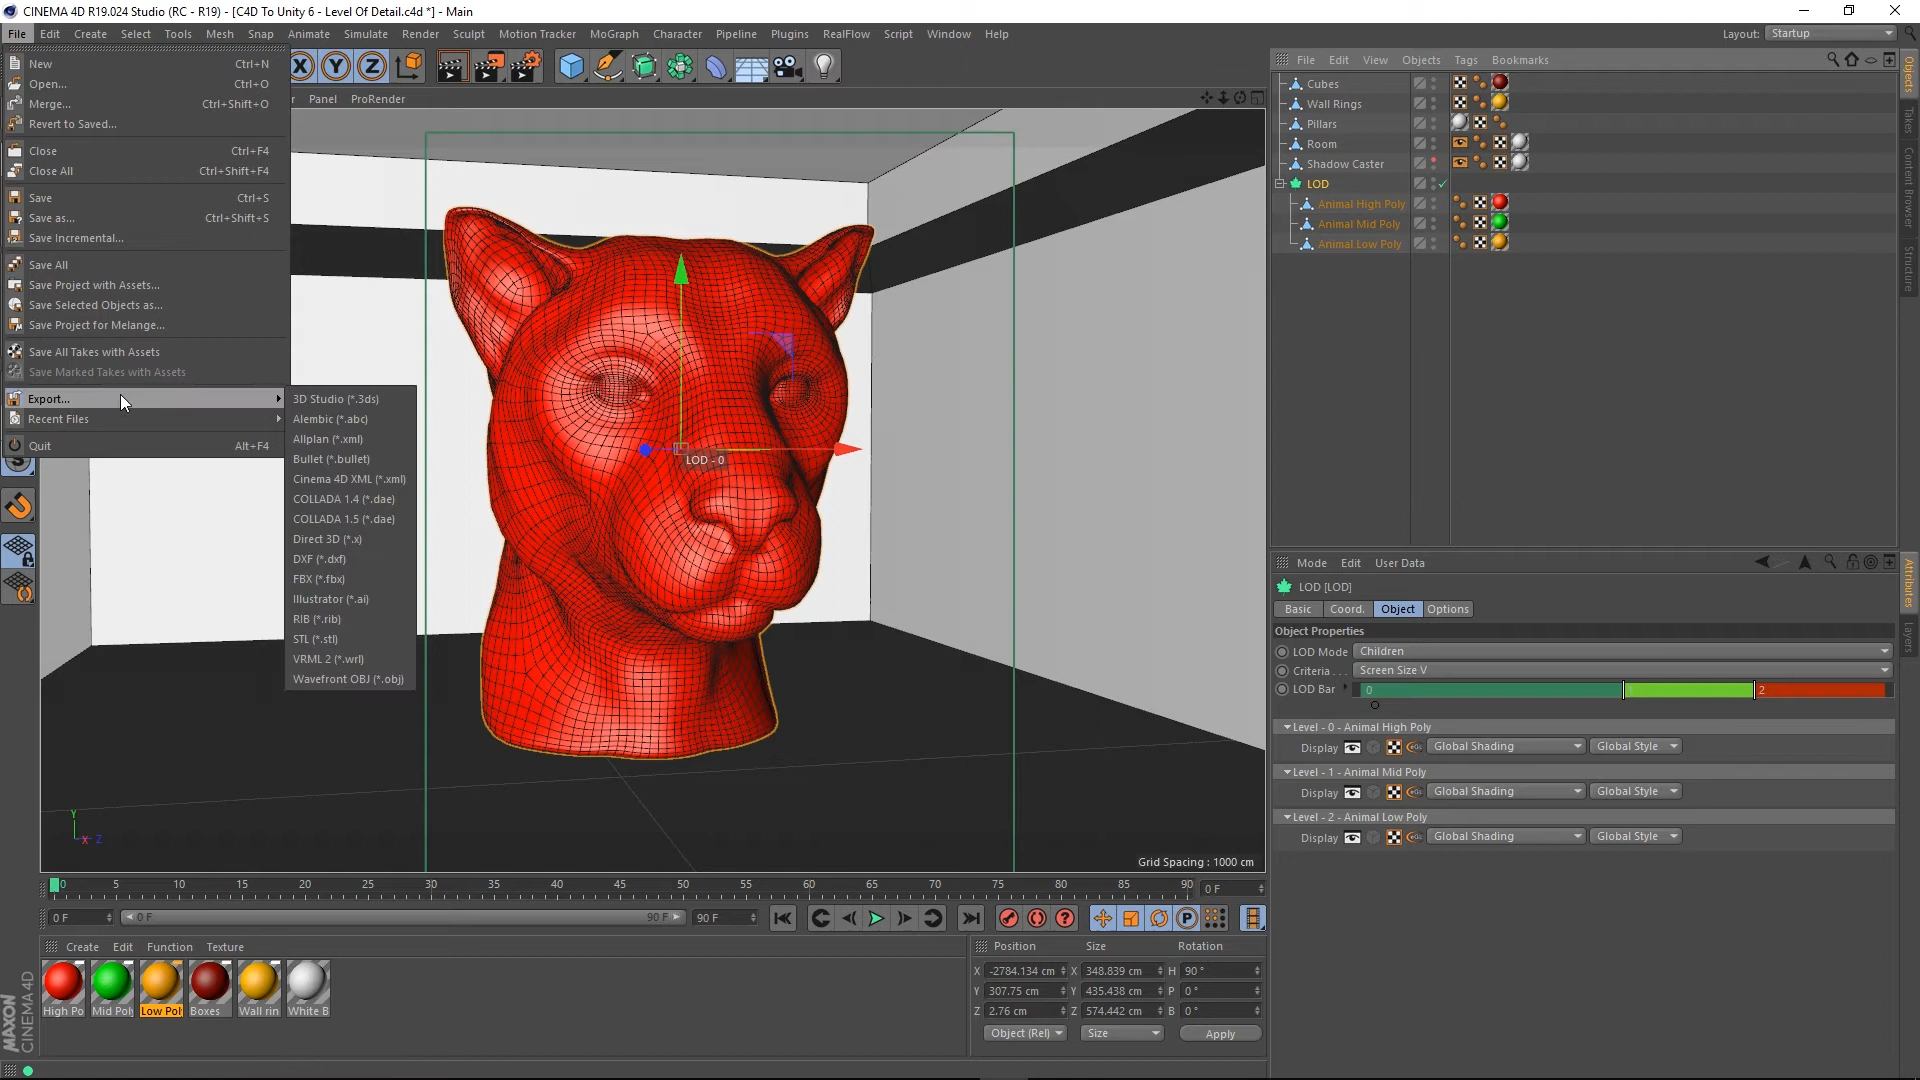 CINEMA 4D R19.024 Studio (RC - R19) - [C4D To Unity 6 - Level Of Detail.c4d *] - Main
File Edit Create Select Tools Mesh Snap Animate Simulate Render Sculpt Motion Tracker MoGraph Character Pipeline Plugins RealFlow Script Window Help
Layout: Startup
New Ctrl+N
Open... Ctrl+O
Merge... Ctrl+Shift+O
Revert to Saved...
Close Ctrl+F4
Close All Ctrl+Shift+F4
Save Ctrl+S
Save as... Ctrl+Shift+S
Save Incremental...
Save All
Save Project with Assets...
Save Selected Objects as...
Save Project for Melange...
Save All Takes with Assets
Save Marked Takes with Assets
Export...
Recent Files
Quit Alt+F4
3D Studio (*.3ds)
Alembic (*.abc)
Allplan (*.xml)
Bullet (*.bullet)
Cinema 4D XML (*.xml)
COLLADA 1.4 (*.dae)
COLLADA 1.5 (*.dae)
Direct 3D (*.x)
DXF (*.dxf)
FBX (*.fbx)
Illustrator (*.ai)
RIB (*.rib)
STL (*.stl)
VRML 2 (*.wrl)
Wavefront OBJ (*.obj)
X Y Z
r Panel ProRender
LOD - 0
Y
X Z
Grid Spacing : 1000 cm
File Edit View Objects Tags Bookmarks
Cubes
Wall Rings
Pillars
Room
Shadow Caster
LOD
Animal High Poly
Animal Mid Poly
Animal Low Poly
Objects
Takes
Content Browser
Structure
Mode Edit User Data
LOD [LOD]
Basic Coord. Object Options
Object Properties
LOD Mode Children
Criteria . . . Screen Size V
LOD Bar 0 2
Level - 0 - Animal High Poly
Display Global Shading Global Style
Level - 1 - Animal Mid Poly
Display Global Shading Global Style
Level - 2 - Animal Low Poly
Display Global Shading Global Style
Attributes
Layers
0 5 10 15 20 25 30 35 40 45 50 55 60 65 70 75 80 85 90 0 F
0 F 0 F 90 F 90 F
P
Create Edit Function Texture
High Po Mid Pol Low Pol Boxes Wall rin White B
Position Size Rotation
X -2784.134 cm X 348.839 cm H 90 °
Y 307.75 cm Y 435.438 cm P 0 °
Z 2.76 cm Z 574.442 cm B 0 °
Object (Rel) Size Apply
MAXON
CINEMA 4D